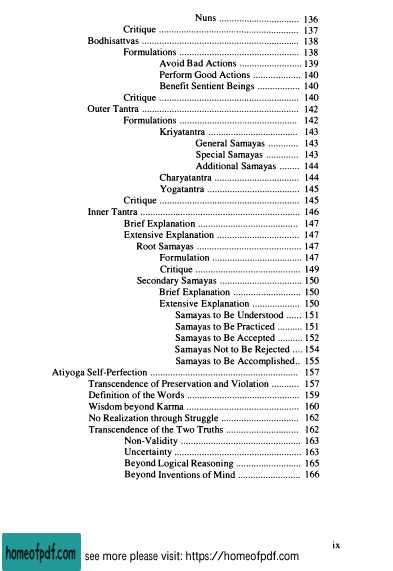 Nuns ................................ 136
Critique ........................................................ 137
Bodhisattvas ............................................................... 138
Formulations ................................................ 138
Avoid Bad Actions ........................ 139
Perform Good Actions ................... 140
Benefit Sentient Beings ................. 140
Critique ........................................................ 140
Outer Tantra ............................................................... 142
Formulations ................................................ 142
Kriyatantra .................................... 143
General Samayas ............ 143
Special Samayas ............. 143
Additional Samayas ........ 144
Charyatantra .................................. 144
Yogatantra ..................................... 145
Critique ........................................................ 145
Inner Tantra ................................................................ 146
Brief Explanation ........................................ 147
Extensive Explanation ................................. 147
Root Samayas .......................................... 147
Formulation .................................... 147
Critique .......................................... 149
Secondary Samayas ................................. 150
Brief Explanation ........................... 150
Extensive Explanation ................... 150
Samayas to Be Understood ...... 151
Samayas to Be Practiced .......... 151
Samayas to Be Accepted .......... 152
Samayas Not to Be Rejected .... 154
Samayas to Be Accomplished.. 155
Atiyoga Self-Perfection ........................................................... 157
Transcendence of Preservation and Violation ........... 157
Definition of the Words ............................................. 159
Wisdom beyond Karma ............................................. 160
No Realization through Struggle ............................... 162
Transcendence of the Two Truths ............................. 162
Non-Validity ................................................ 163
Uncertainty ................................................... 163
Beyond Logical Reasoning .......................... 165
Beyond Inventions of Mind ......................... 166
ix
homeofpdf.com see more please visit: https://homeofpdf.com